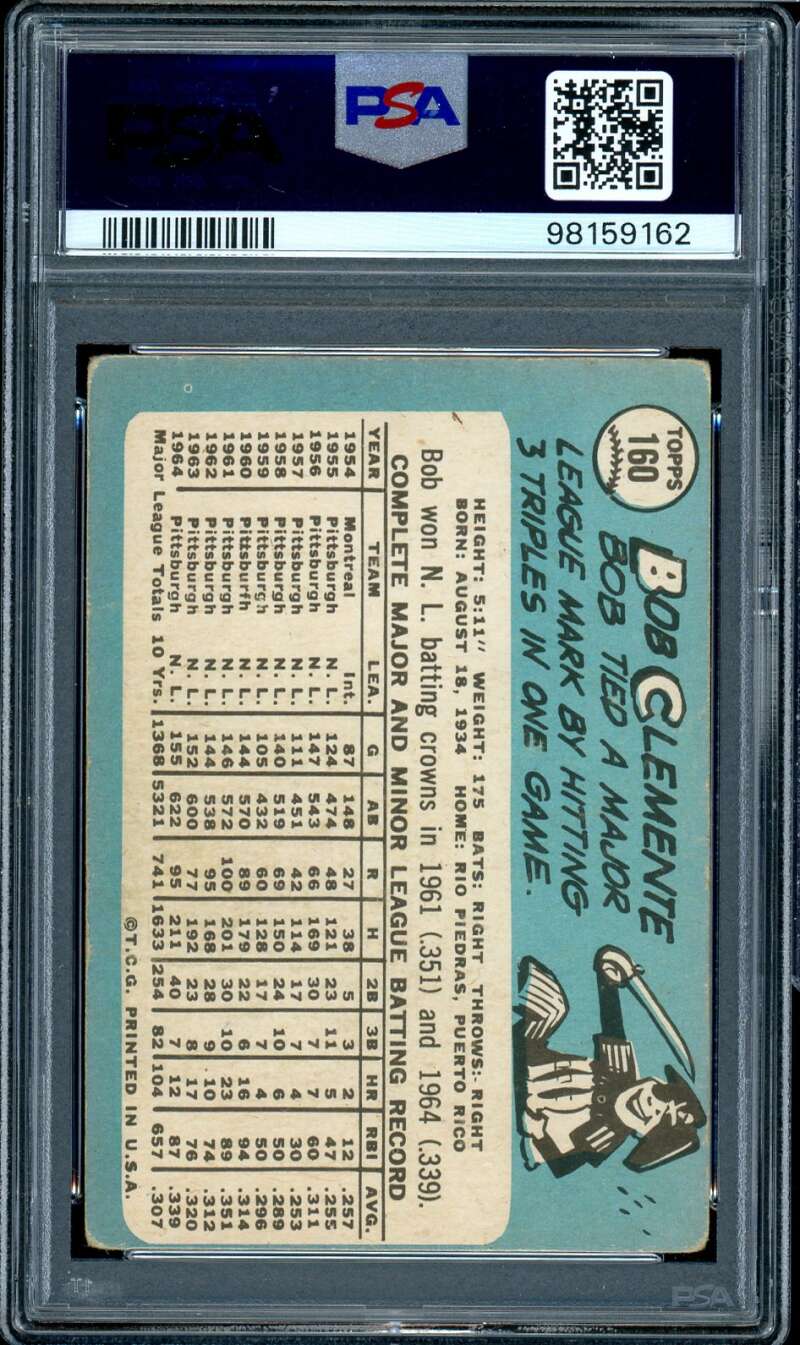 PSA
PSA
98159162
TOPPS
160
BOB CLEMENTE
BOB TIED A MAJOR
LEAGUE MARK BY HITTING
3 TRIPLES IN ONE GAME.
HEIGHT: 5:11" WEIGHT: 175 BATS: RIGHT THROWS: RIGHT
BORN: AUGUST 18, 1934 HOME: RIO PIEDRAS, PUERTO RICO
Bob won N. L. batting crowns in 1961 (.351) and 1964 (.339).
COMPLETE MAJOR AND MINOR LEAGUE BATTING RECORD
YEAR TEAM LEA. G AB R H 2B 3B HR RBI AVG.
1954 Montreal Int. 87 148 27 38 5 3 2 12 .257
1955 Pittsburgh N. L. 124 474 48 121 23 11 5 47 .255
1956 Pittsburgh N. L. 147 543 66 169 30 7 7 60 .311
1957 Pittsburgh N. L. 111 451 42 114 17 7 4 30 .253
1958 Pittsburgh N. L. 140 519 69 150 24 10 6 50 .289
1959 Pittsburgh N. L. 105 432 60 128 17 7 4 50 .296
1960 Pittsburfh N. L. 144 570 89 179 22 6 16 94 .314
1961 Pittsburgh N. L. 146 572 100 201 30 10 23 89 .351
1962 Pittsburgh N. L. 144 538 95 168 28 9 10 74 .312
1963 Pittsburgh N. L. 152 600 77 192 23 8 17 76 .320
1964 Pittsburgh N. L. 155 622 95 211 40 7 12 87 .339
Major League Totals 10 Yrs. 1368 5321 741 1633 254 82 104 657 .307
©T.C.G. PRINTED IN U.S.A.
PSA